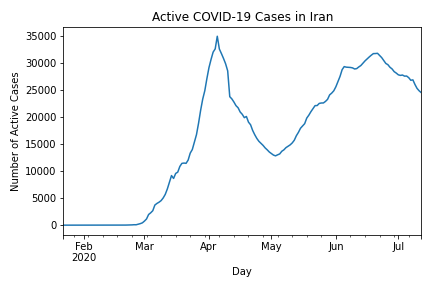 Active COVID-19 Cases in Iran
Number of Active Cases
35000
30000
25000
20000
15000
10000
5000
0
Feb Mar Apr May Jun Jul
2020
Day